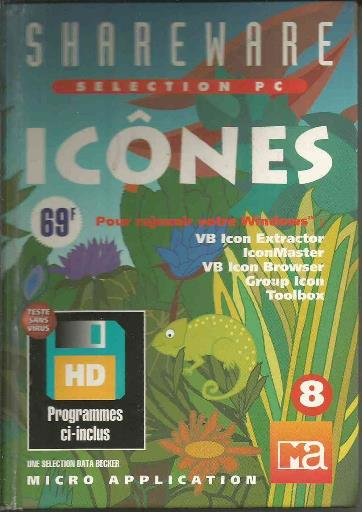 SHAREWARE
SELECTION PC
ICÔNES
69F
Pour rajeunir votre Windows™
VB Icon Extractor
IconMaster
VB Icon Browser
Group Icon
Toolbox
TESTE
SANS
VIRUS
HD
Programmes
ci-inclus
8
ma
UNE SELECTION DATA BECKER
MICRO APPLICATION